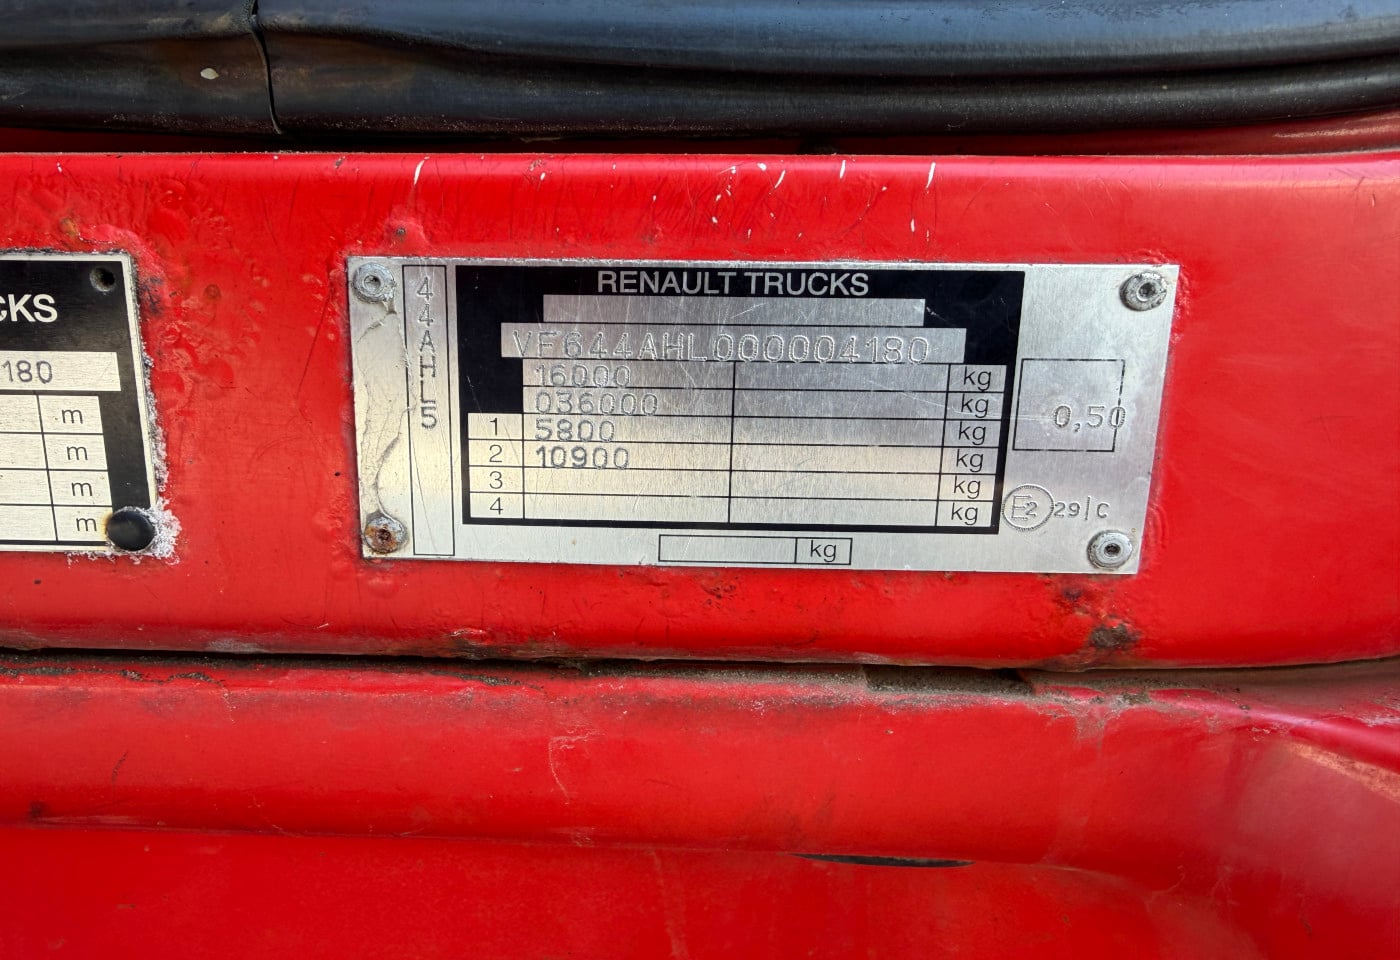 CKS
180
m
m
m
m
44AHL5
RENAULT TRUCKS
VF644AHL000004180
16000 kg
036000 kg
1 5800 kg
2 10900 kg
3 kg
4 kg
kg
0,50
E2 29|C